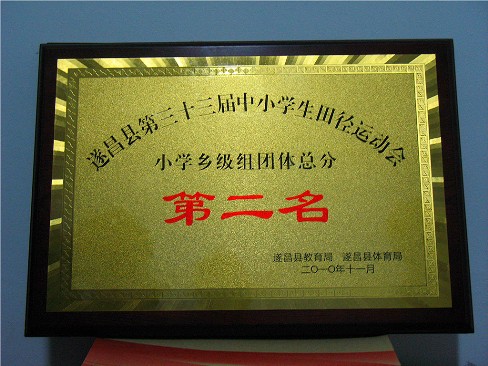 遂昌县第三十三届中小学生田径运动会
小学乡级组团体总分
第二名
遂昌县教育局 遂昌县体育局
二〇一〇年十一月